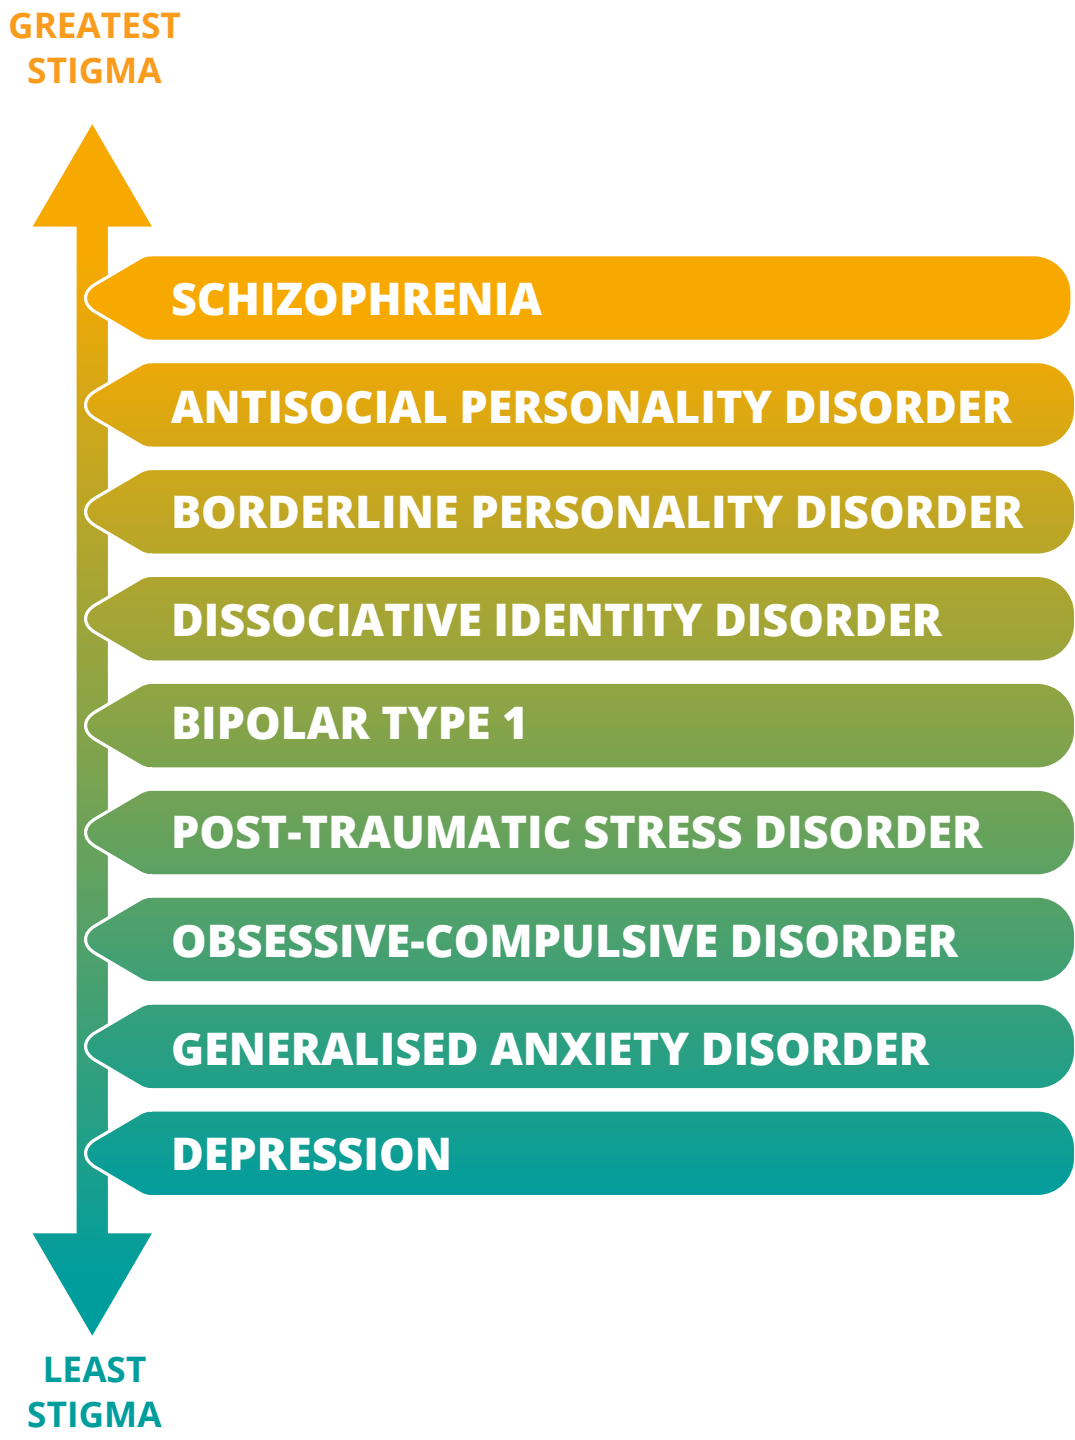 GREATEST
STIGMA
SCHIZOPHRENIA
ANTISOCIAL PERSONALITY DISORDER
BORDERLINE PERSONALITY DISORDER
DISSOCIATIVE IDENTITY DISORDER
BIPOLAR TYPE 1
POST-TRAUMATIC STRESS DISORDER
OBSESSIVE-COMPULSIVE DISORDER
GENERALISED ANXIETY DISORDER
DEPRESSION
LEAST
STIGMA